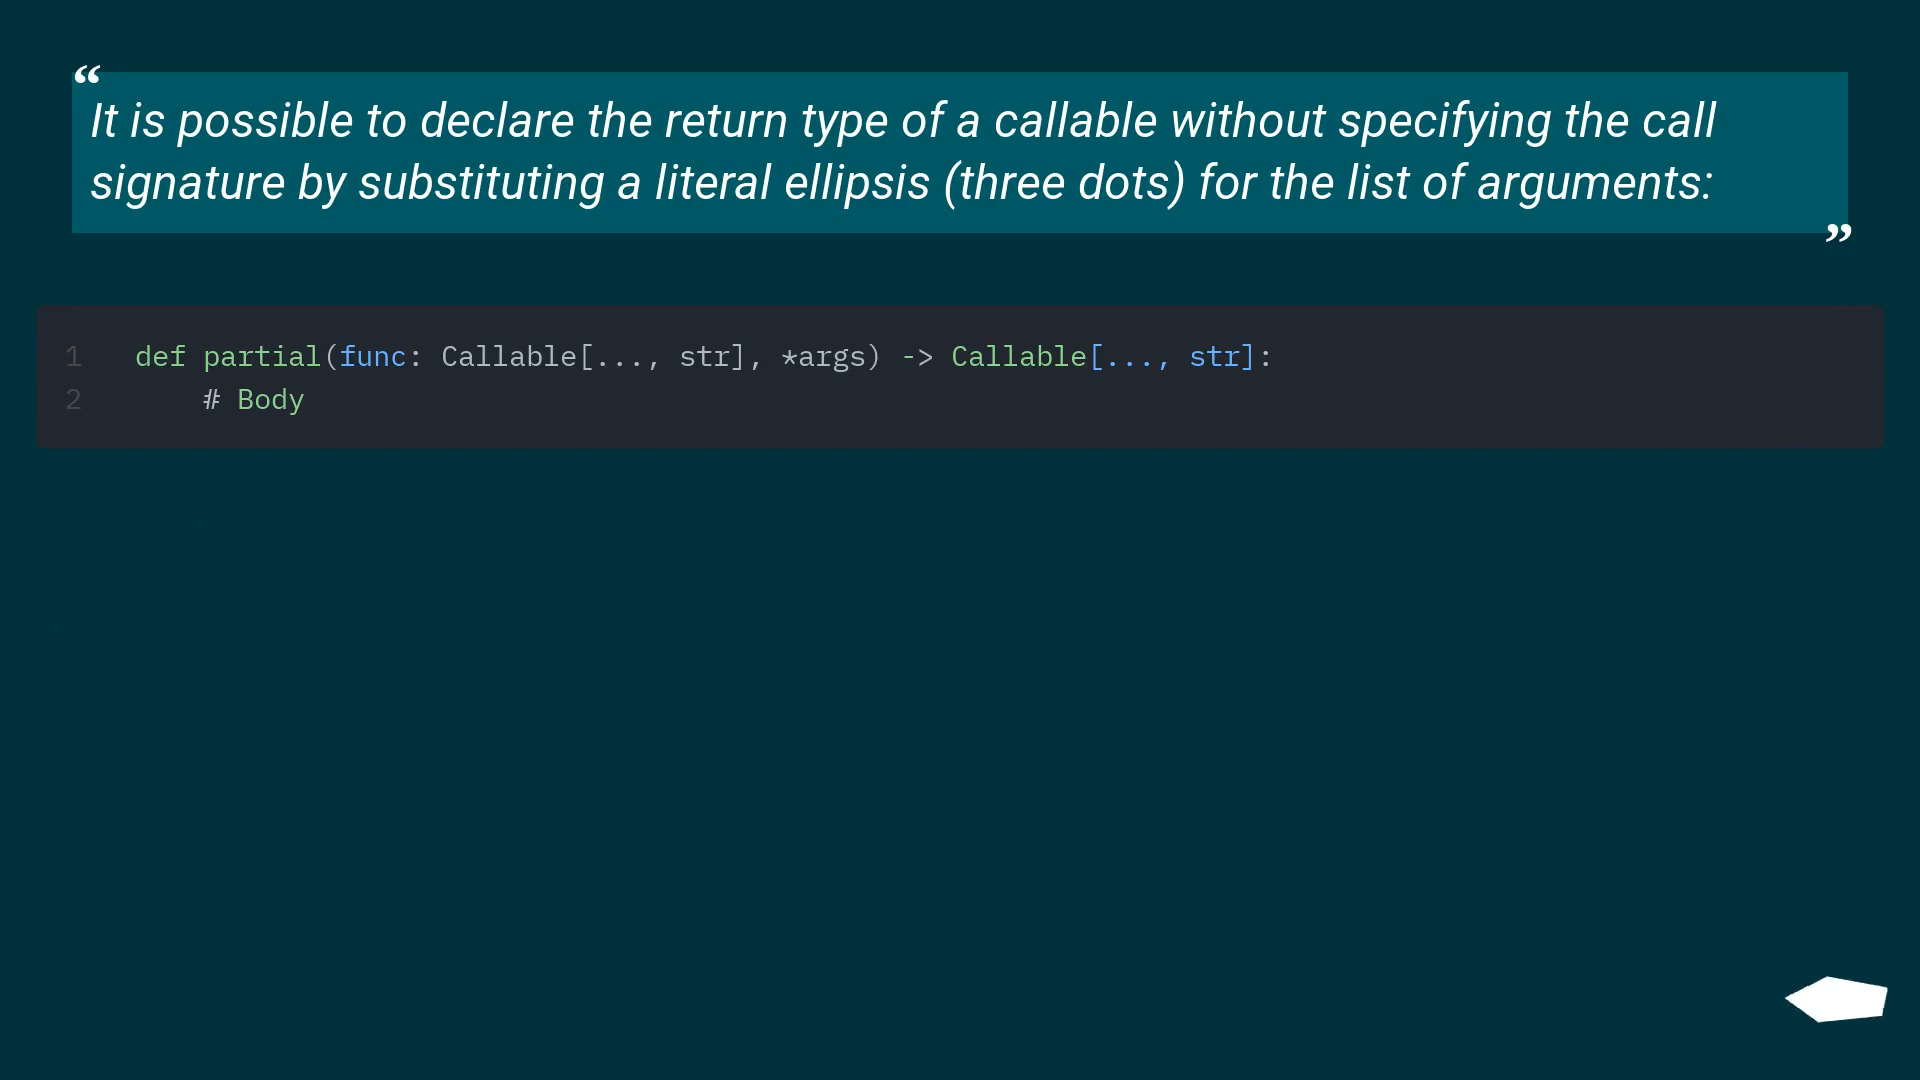 “
It is possible to declare the return type of a callable without specifying the call
signature by substituting a literal ellipsis (three dots) for the list of arguments:
”
1 def partial(func: Callable[..., str], *args) -> Callable[..., str]:
2     # Body